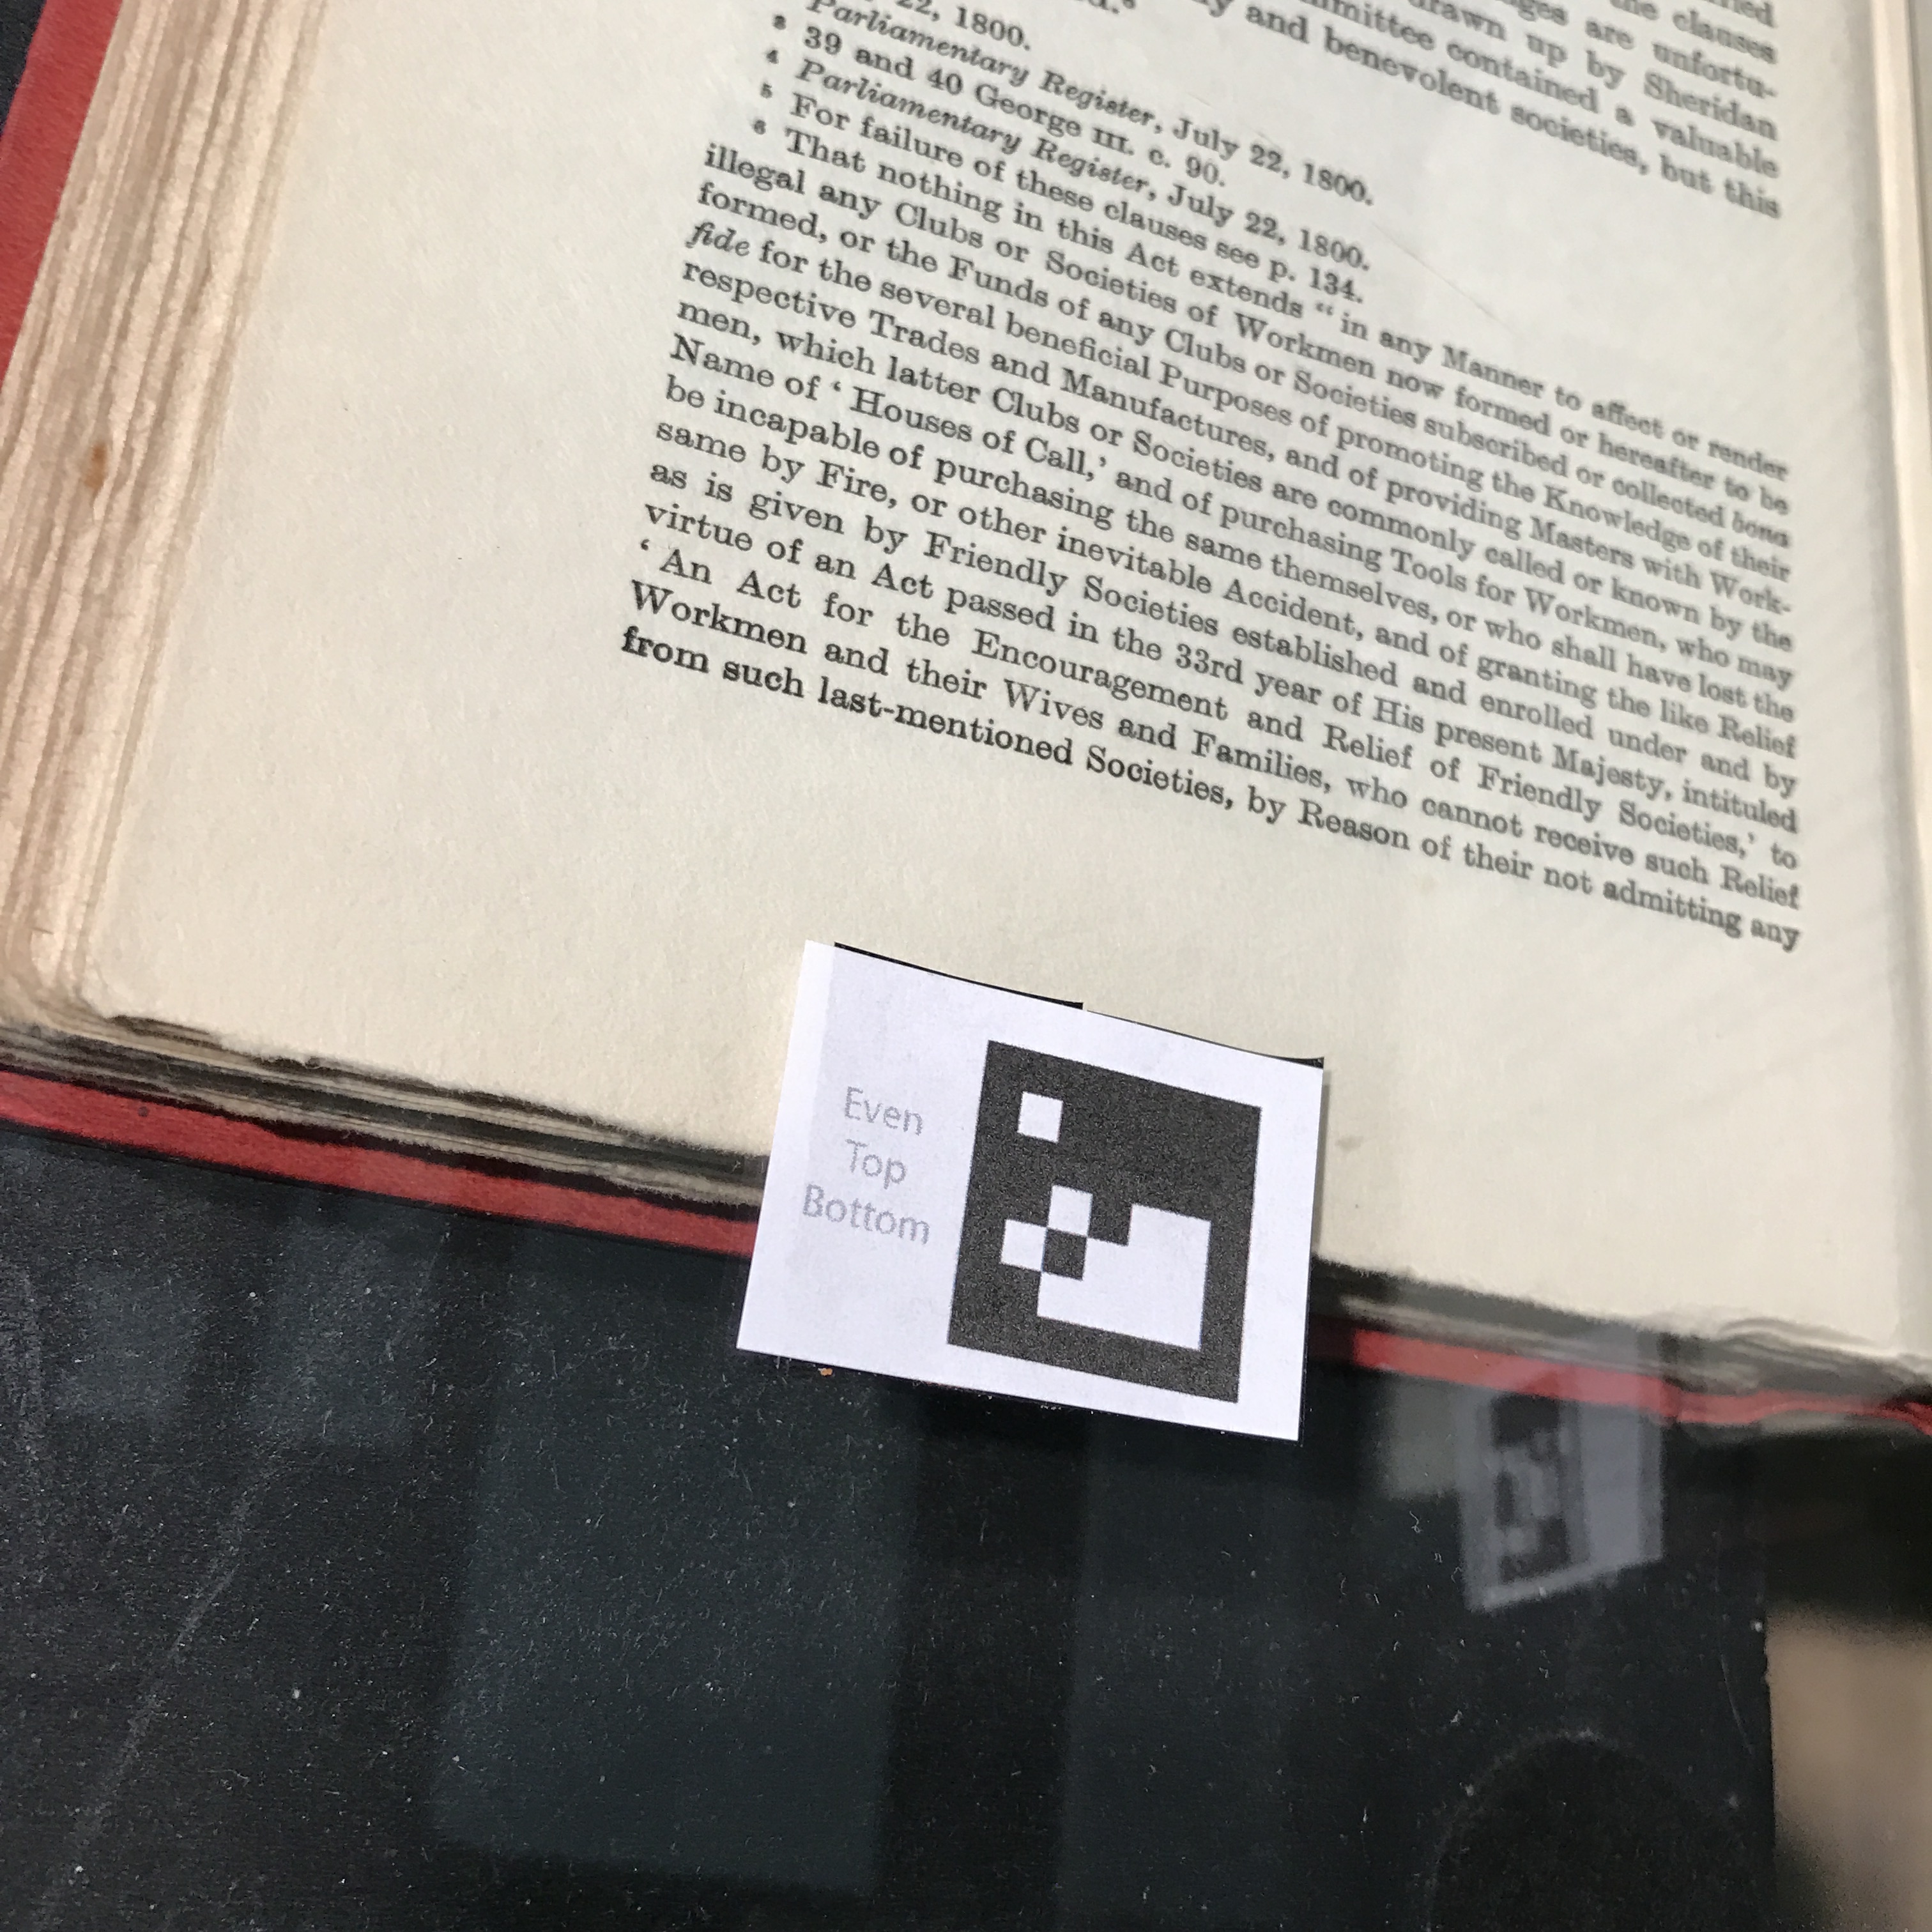 the clauses
ges are unfortu-
drawn up by Sheridan
mmittee contained a valuable
and benevolent societies, but this
22, 1800.
Parliamentary Register, July 22, 1800.
³ 39 and 40 George III. c. 90.
⁴ Parliamentary Register, July 22, 1800.
⁵ For failure of these clauses see p. 134.
⁶ That nothing in this Act extends “ in any Manner to affect or render
illegal any Clubs or Societies of Workmen now formed or hereafter to be
formed, or the Funds of any Clubs or Societies subscribed or collected bona
fide for the several beneficial Purposes of promoting the Knowledge of their
respective Trades and Manufactures, and of providing Masters with Work-
men, which latter Clubs or Societies are commonly called or known by the
Name of ‘ Houses of Call,’ and of purchasing Tools for Workmen, who may
be incapable of purchasing the same themselves, or who shall have lost the
same by Fire, or other inevitable Accident, and of granting the like Relief
as is given by Friendly Societies established and enrolled under and by
virtue of an Act passed in the 33rd year of His present Majesty, intituled
‘ An Act for the Encouragement and Relief of Friendly Societies,’ to
Workmen and their Wives and Families, who cannot receive such Relief
from such last-mentioned Societies, by Reason of their not admitting any
Even
Top
Bottom